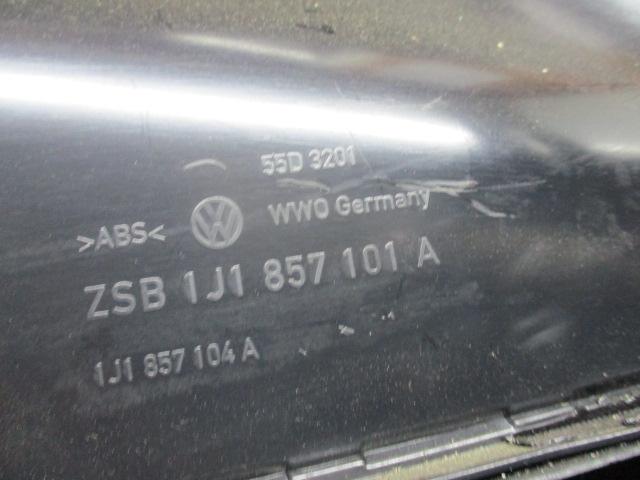 55D 3201
WWO Germany
>ABS<
ZSB 1J1 857 101 A
1J1 857 104 A